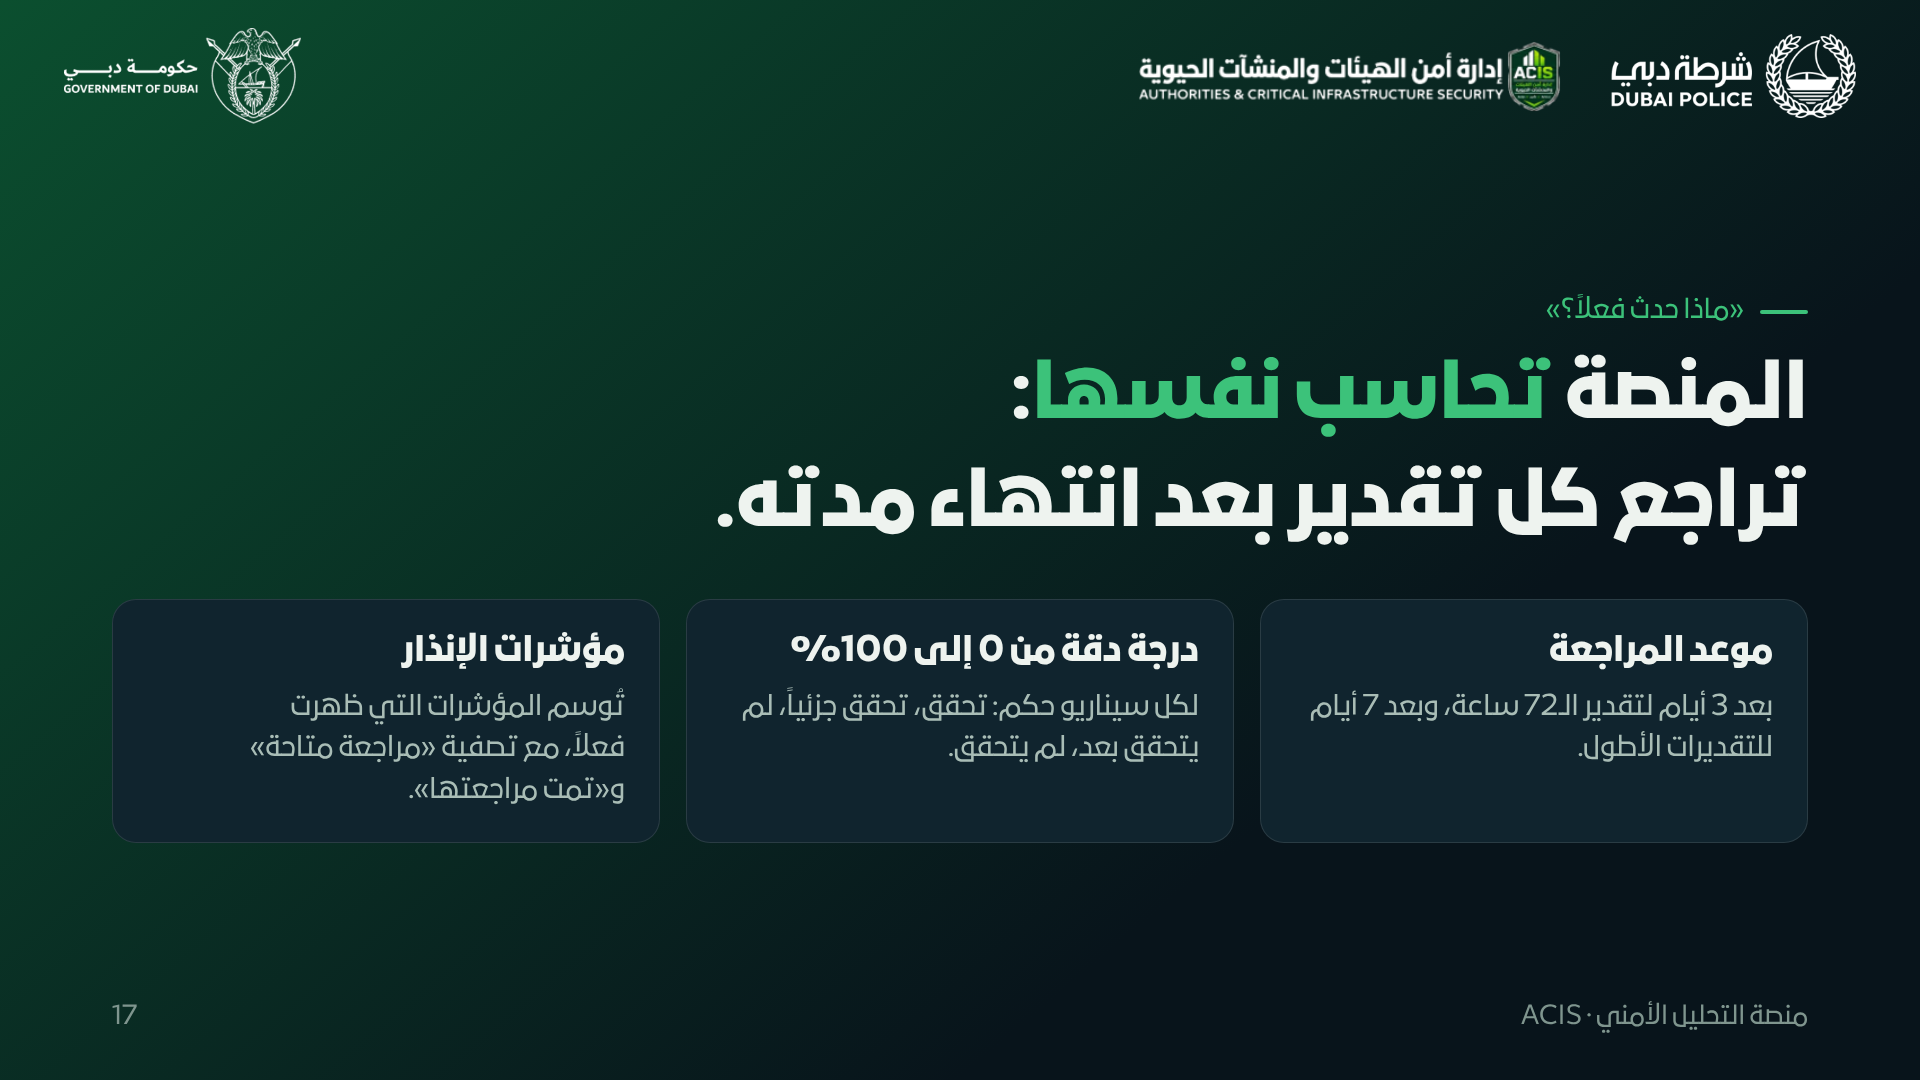 شرطة دبي
DUBAI POLICE
إدارة أمن الهيئات والمنشآت الحيوية
AUTHORITIES & CRITICAL INFRASTRUCTURE SECURITY
ACIS
حكومـة دبـي
GOVERNMENT OF DUBAI
«ماذا حدث فعلاً؟»
المنصة تحاسب نفسها:
تراجع كل تقدير بعد انتهاء مدته.
موعد المراجعة
بعد 3 أيام لتقدير الـ72 ساعة، وبعد 7 أيام
للتقديرات الأطول.
درجة دقة من 0 إلى 100%
لكل سيناريو حكم: تحقق، تحقق جزئياً، لم
يتحقق بعد، لم يتحقق.
مؤشرات الإنذار
تُوسم المؤشرات التي ظهرت
فعلاً، مع تصفية «مراجعة متاحة»
و«تمت مراجعتها».
منصة التحليل الأمني · ACIS
17